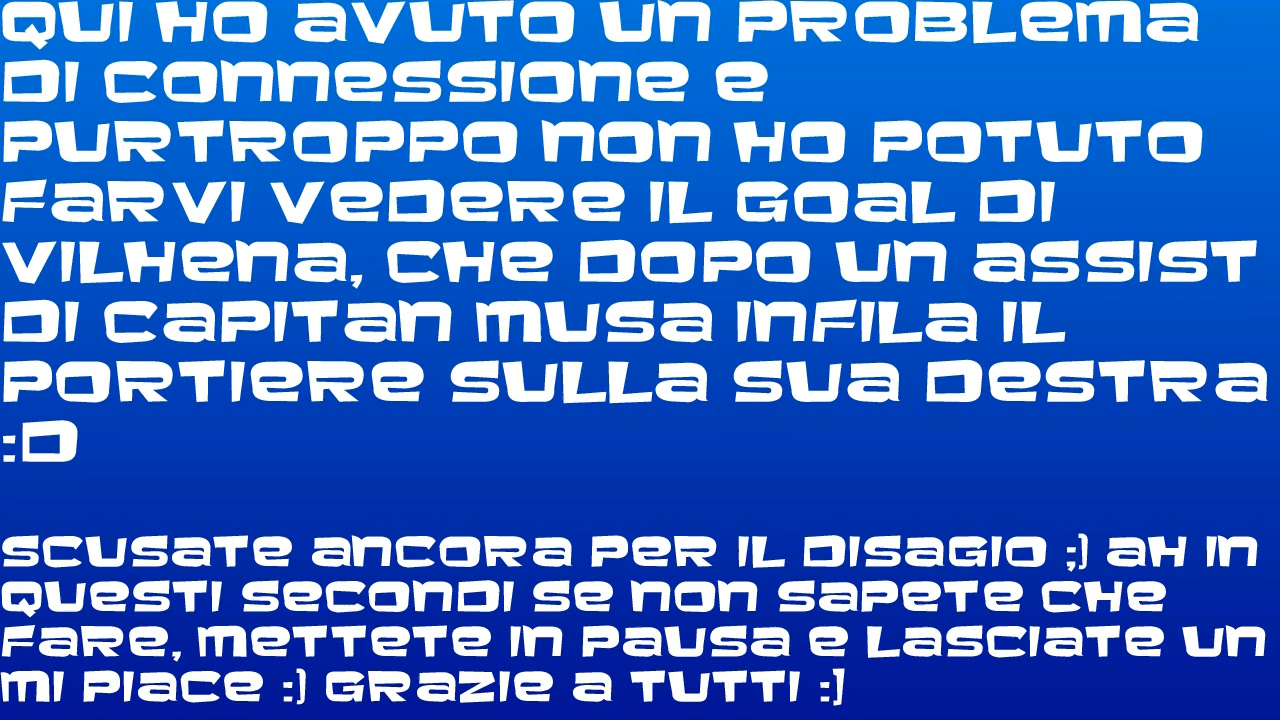 QUI HO AVUTO UN PROBLEMA
DI CONNESSIONE E
PURTROPPO NON HO POTUTO
FARVI VEDERE IL GOAL DI
VILHENA, CHE DOPO UN ASSIST
DI CAPITAN MUSA INFILA IL
PORTIERE SULLA SUA DESTRA
:D
SCUSATE ANCORA PER IL DISAGIO ;) AH IN
QUESTI SECONDI SE NON SAPETE CHE
FARE, METTETE IN PAUSA E LASCIATE UN
MI PIACE :) GRAZIE A TUTTI :]